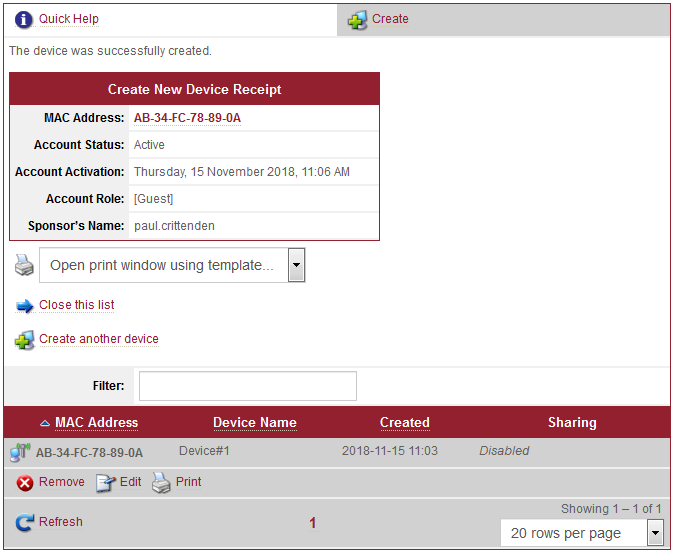 Quick Help
Create
The device was successfully created.
Create New Device Receipt
MAC Address: AB-34-FC-78-89-0A
Account Status: Active
Account Activation: Thursday, 15 November 2018, 11:06 AM
Account Role: [Guest]
Sponsor's Name: paul.crittenden
Open print window using template...
Close this list
Create another device
Filter:
MAC Address Device Name Created Sharing
AB-34-FC-78-89-0A Device#1 2018-11-15 11:03 Disabled
Remove Edit Print
Showing 1 – 1 of 1
Refresh 1
20 rows per page